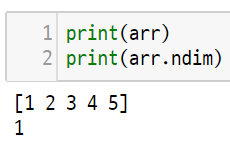 1 print(arr)
2 print(arr.ndim)
[1 2 3 4 5]
1